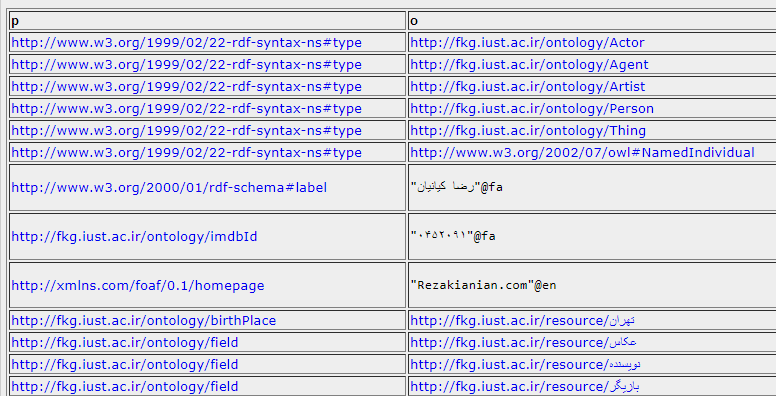 p o
http://www.w3.org/1999/02/22-rdf-syntax-ns#type http://fkg.iust.ac.ir/ontology/Actor
http://www.w3.org/1999/02/22-rdf-syntax-ns#type http://fkg.iust.ac.ir/ontology/Agent
http://www.w3.org/1999/02/22-rdf-syntax-ns#type http://fkg.iust.ac.ir/ontology/Artist
http://www.w3.org/1999/02/22-rdf-syntax-ns#type http://fkg.iust.ac.ir/ontology/Person
http://www.w3.org/1999/02/22-rdf-syntax-ns#type http://fkg.iust.ac.ir/ontology/Thing
http://www.w3.org/1999/02/22-rdf-syntax-ns#type http://www.w3.org/2002/07/owl#NamedIndividual
http://www.w3.org/2000/01/rdf-schema#label "رضا کیانیان"@fa
http://fkg.iust.ac.ir/ontology/imdbId "۰۴۵۲۰۹۱"@fa
http://xmlns.com/foaf/0.1/homepage "Rezakianian.com"@en
http://fkg.iust.ac.ir/ontology/birthPlace http://fkg.iust.ac.ir/resource/تهران
http://fkg.iust.ac.ir/ontology/field http://fkg.iust.ac.ir/resource/عکاس
http://fkg.iust.ac.ir/ontology/field http://fkg.iust.ac.ir/resource/نویسنده
http://fkg.iust.ac.ir/ontology/field http://fkg.iust.ac.ir/resource/بازیگر